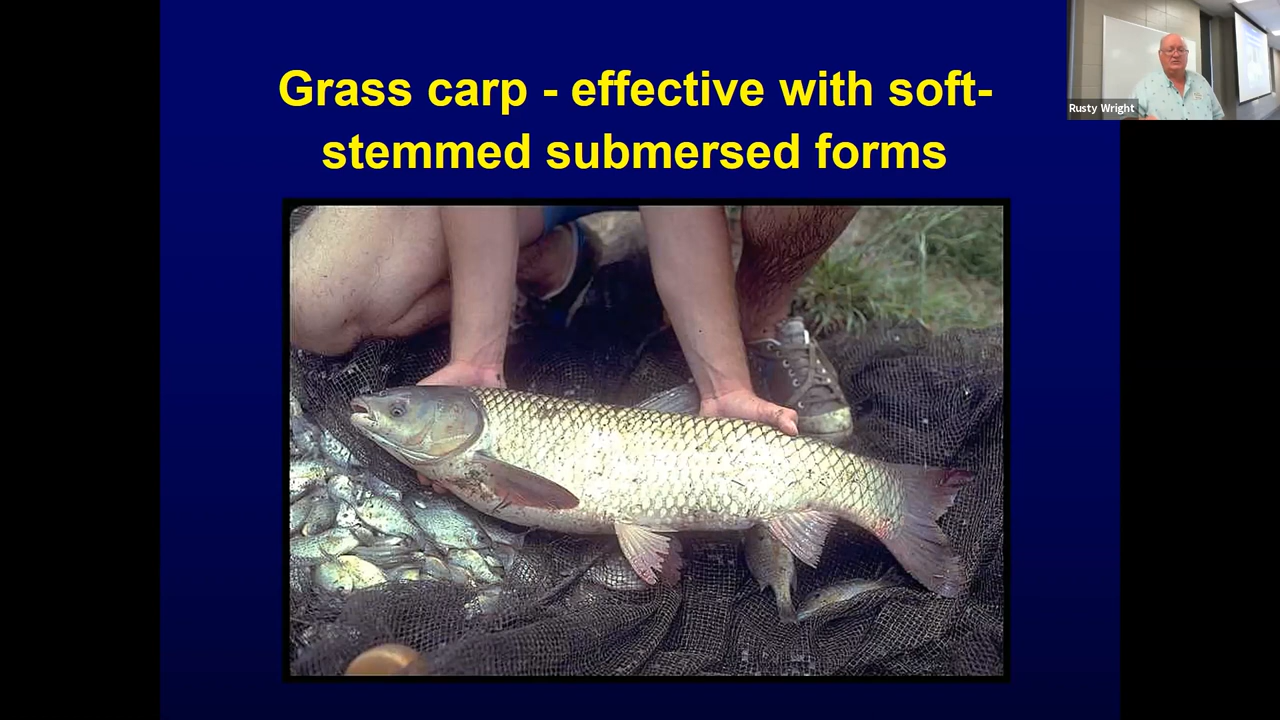 Grass carp - effective with soft-
stemmed submersed forms
Rusty Wright